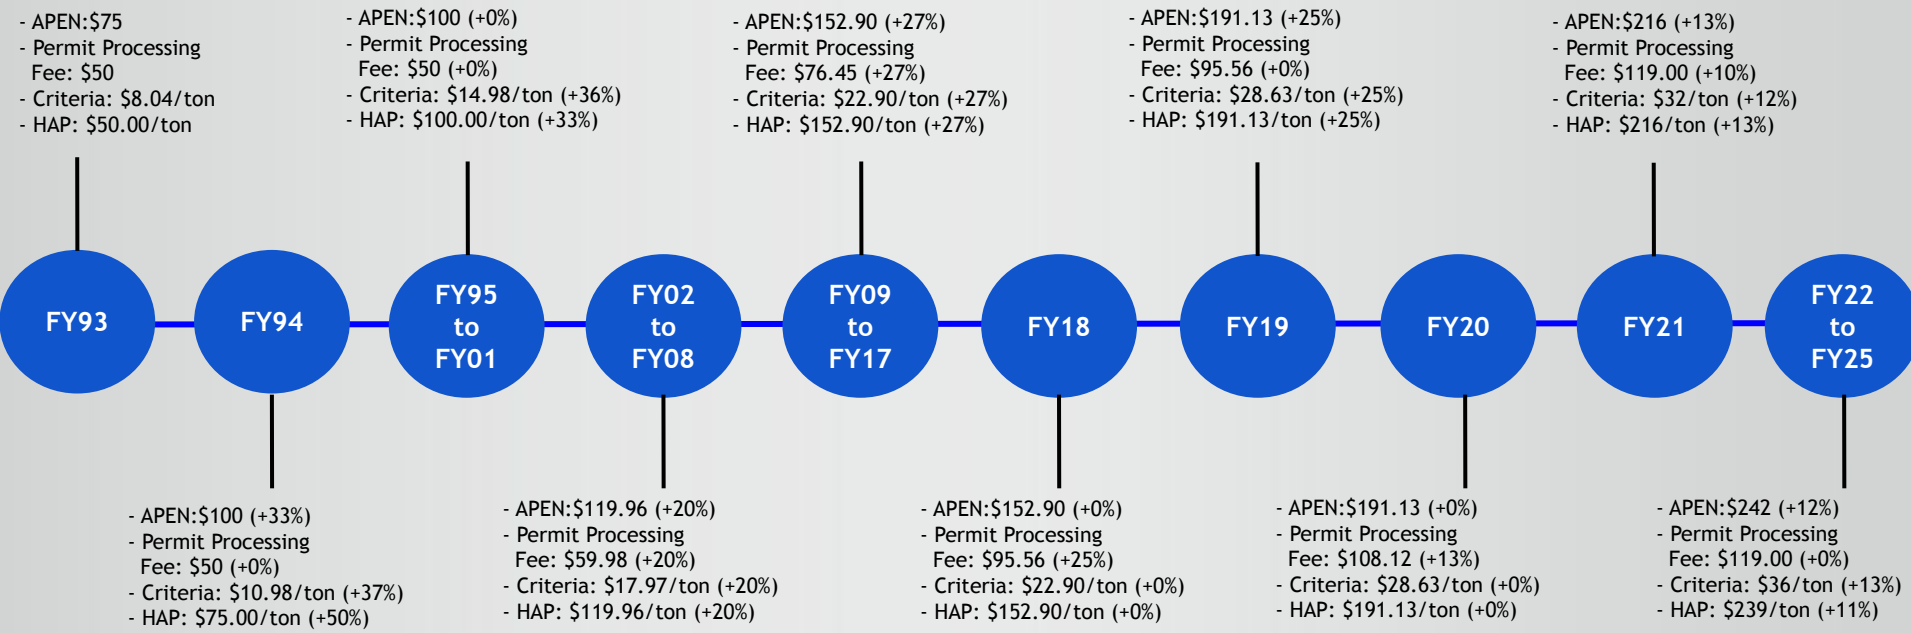 - APEN:$75
- Permit Processing
Fee: $50
- Criteria: $8.04/ton
- HAP: $50.00/ton
- APEN:$100 (+0%)
- Permit Processing
Fee: $50 (+0%)
- Criteria: $14.98/ton (+36%)
- HAP: $100.00/ton (+33%)
- APEN:$152.90 (+27%)
- Permit Processing
Fee: $76.45 (+27%)
- Criteria: $22.90/ton (+27%)
- HAP: $152.90/ton (+27%)
- APEN:$191.13 (+25%)
- Permit Processing
Fee: $95.56 (+0%)
- Criteria: $28.63/ton (+25%)
- HAP: $191.13/ton (+25%)
- APEN:$216 (+13%)
- Permit Processing
Fee: $119.00 (+10%)
- Criteria: $32/ton (+12%)
- HAP: $216/ton (+13%)
FY93
FY94
FY95
to
FY01
FY02
to
FY08
FY09
to
FY17
FY18
FY19
FY20
FY21
FY22
to
FY25
- APEN:$100 (+33%)
- Permit Processing
Fee: $50 (+0%)
- Criteria: $10.98/ton (+37%)
- HAP: $75.00/ton (+50%)
- APEN:$119.96 (+20%)
- Permit Processing
Fee: $59.98 (+20%)
- Criteria: $17.97/ton (+20%)
- HAP: $119.96/ton (+20%)
- APEN:$152.90 (+0%)
- Permit Processing
Fee: $95.56 (+25%)
- Criteria: $22.90/ton (+0%)
- HAP: $152.90/ton (+0%)
- APEN:$191.13 (+0%)
- Permit Processing
Fee: $108.12 (+13%)
- Criteria: $28.63/ton (+0%)
- HAP: $191.13/ton (+0%)
- APEN:$242 (+12%)
- Permit Processing
Fee: $119.00 (+0%)
- Criteria: $36/ton (+13%)
- HAP: $239/ton (+11%)